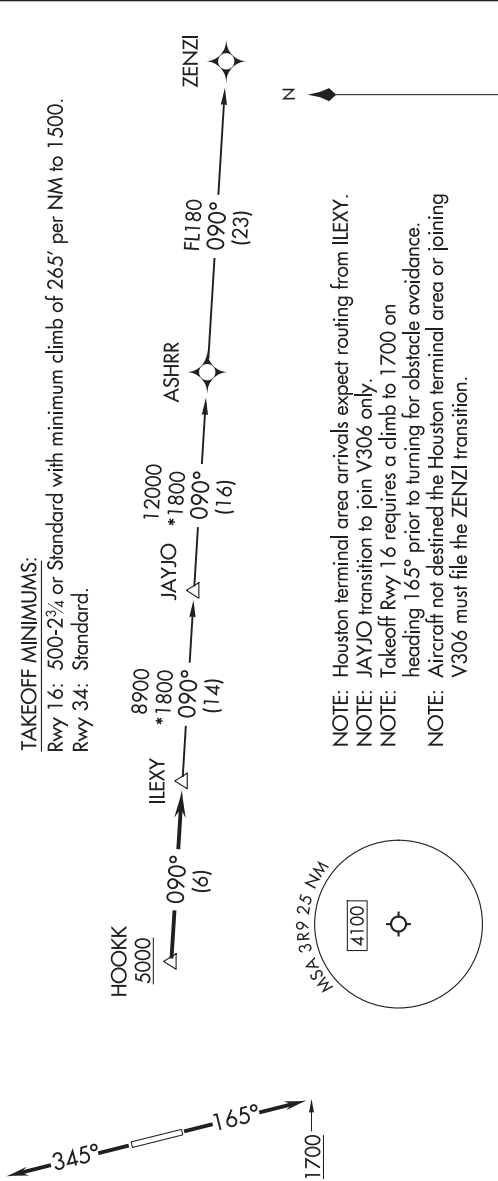 TAKEOFF MINIMUMS:
Rwy 16: 500-2¾ or Standard with minimum climb of 265' per NM to 1500.
Rwy 34: Standard.
345°
165°
1700
HOOKK
5000
090°
(6)
ILEXY
8900
*1800
090°
(14)
JAYJO
12000
*1800
090°
(16)
ASHRR
FL180
090°
(23)
ZENZI
N
MSA 3R9 25 NM
4100
NOTE: Houston terminal area arrivals expect routing from ILEXY.
NOTE: JAYJO transition to join V306 only.
NOTE: Takeoff Rwy 16 requires a climb to 1700 on
heading 165° prior to turning for obstacle avoidance.
NOTE: Aircraft not destined the Houston terminal area or joining
V306 must file the ZENZI transition.